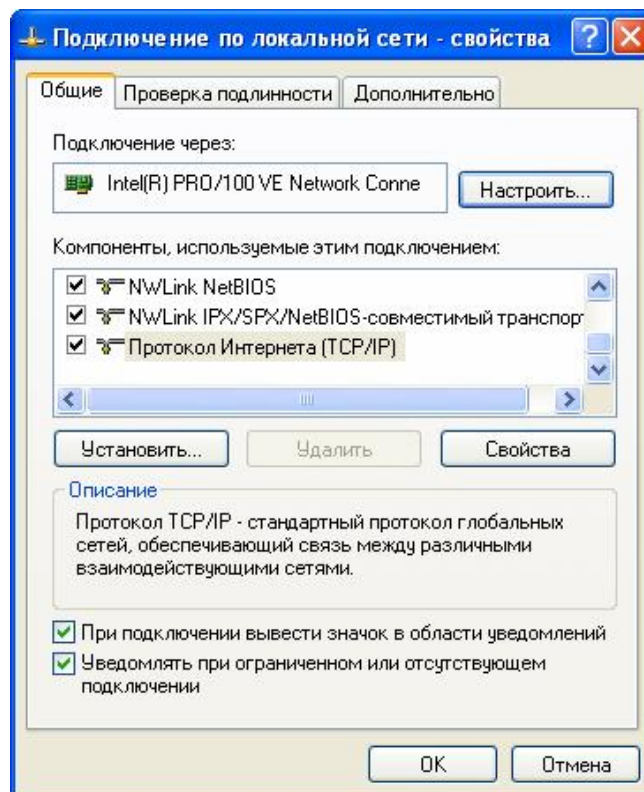 Подключение по локальной сети - свойства
Общие
Проверка подлинности
Дополнительно
Подключение через:
Intel(R) PRO/100 VE Network Conne
Настроить...
Компоненты, используемые этим подключением:
NWLink NetBIOS
NWLink IPX/SPX/NetBIOS-совместимый транспорт
Протокол Интернета (TCP/IP)
Установить...
Удалить
Свойства
Описание
Протокол TCP/IP - стандартный протокол глобальных
сетей, обеспечивающий связь между различными
взаимодействующими сетями.
При подключении вывести значок в области уведомлений
Уведомлять при ограниченном или отсутствующем
подключении
OK
Отмена